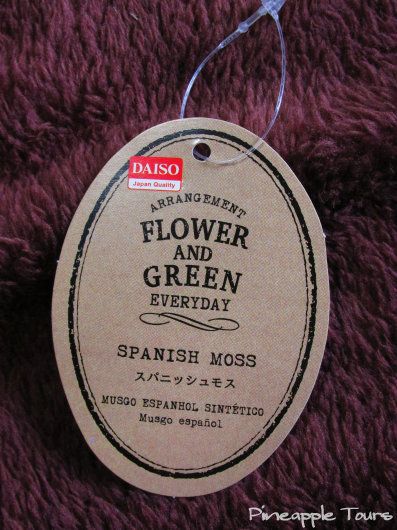 DAISO
Japan Quality
ARRANGEMENT
FLOWER
AND
GREEN
EVERYDAY
SPANISH MOSS
スパニッシュモス
MUSGO ESPANHOL SINTÉTICO
Musgo español
Pineapple Tours